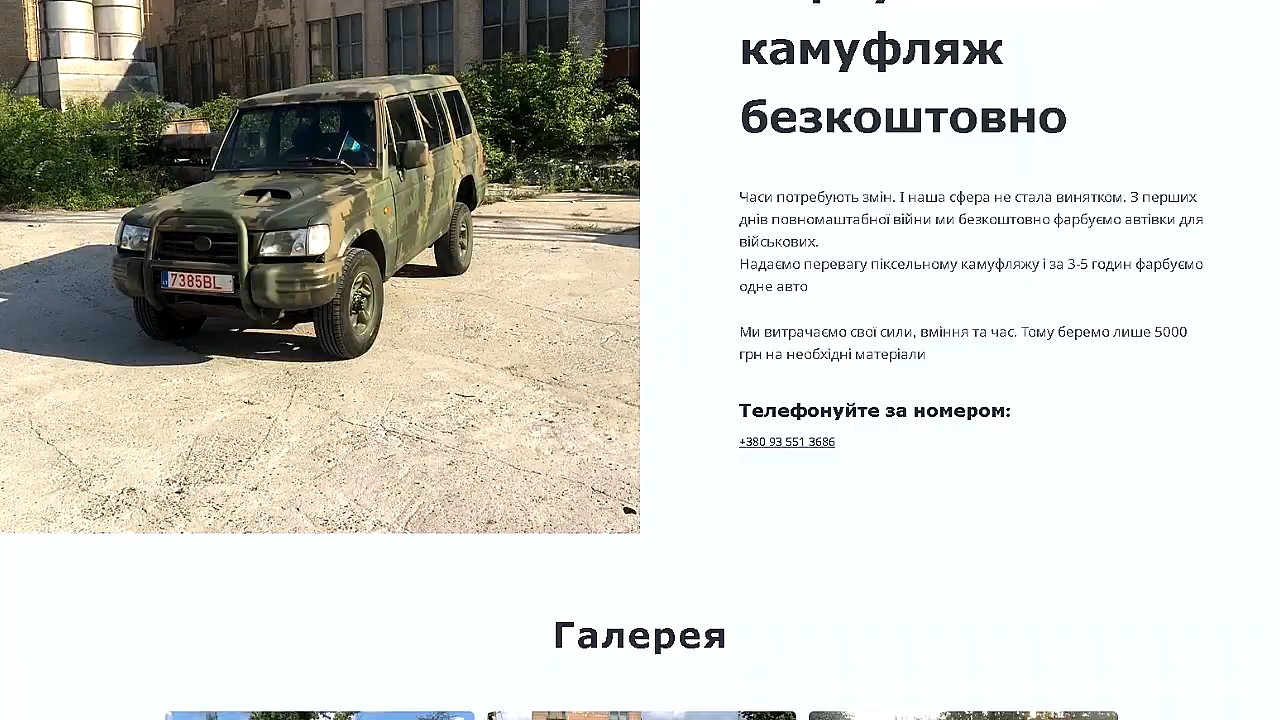 камуфляж
безкоштовно
Часи потребують змін. І наша сфера не стала винятком. З перших
днів повномаштабної війни ми безкоштовно фарбуємо автівки для
військових.
Надаємо перевагу піксельному камуфляжу і за 3-5 годин фарбуємо
одне авто
Ми витрачаємо свої сили, вміння та час. Тому беремо лише 5000
грн на необхідні матеріали
Телефонуйте за номером:
+380 93 551 3686
7385BL
Галерея